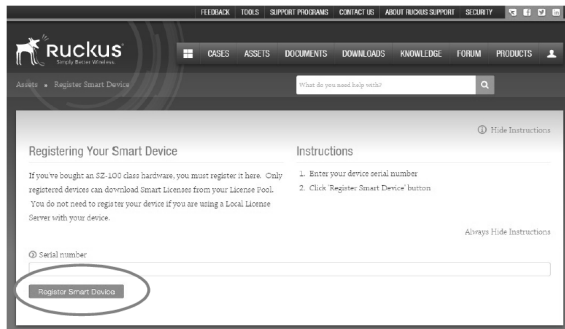 FEEDBACK TOOLS SUPPORT PROGRAMS CONTACT US ABOUT RUCKUS SUPPORT SECURITY
Ruckus
Simply Better Wireless.
CASES ASSETS DOCUMENTS DOWNLOADS KNOWLEDGE FORUM PRODUCTS
Assets • Register Smart Device
What do you need help with?
Hide Instructions
Registering Your Smart Device
If you've bought an SZ-100 class hardware, you must register it here. Only
registered devices can download Smart Licenses from your License Pool.
You do not need to register your device if you are using a Local License
Server with your device.
Instructions
1. Enter your device serial number
2. Click 'Register Smart Device' button
Always Hide Instructions
Serial number
Register Smart Device